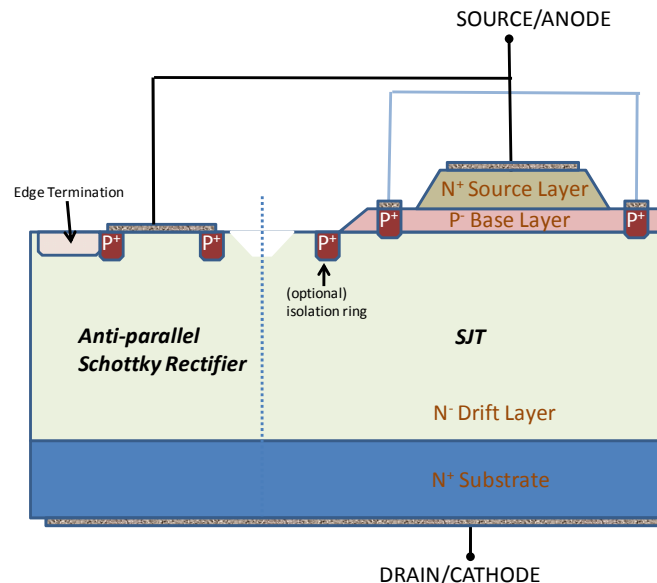 SOURCE/ANODE
Edge Termination
N+ Source Layer
P+
P- Base Layer
P+
P+
P+
P+
(optional)
isolation ring
Anti-parallel
Schottky Rectifier
SJT
N- Drift Layer
N+ Substrate
DRAIN/CATHODE